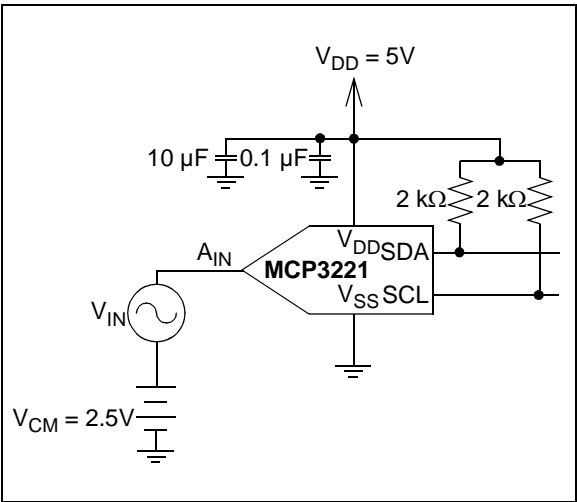 V_DD = 5V
10 µF 0.1 µF
2 kΩ 2 kΩ
A_IN V_DD SDA
MCP3221
V_SS SCL
V_IN
V_CM = 2.5V